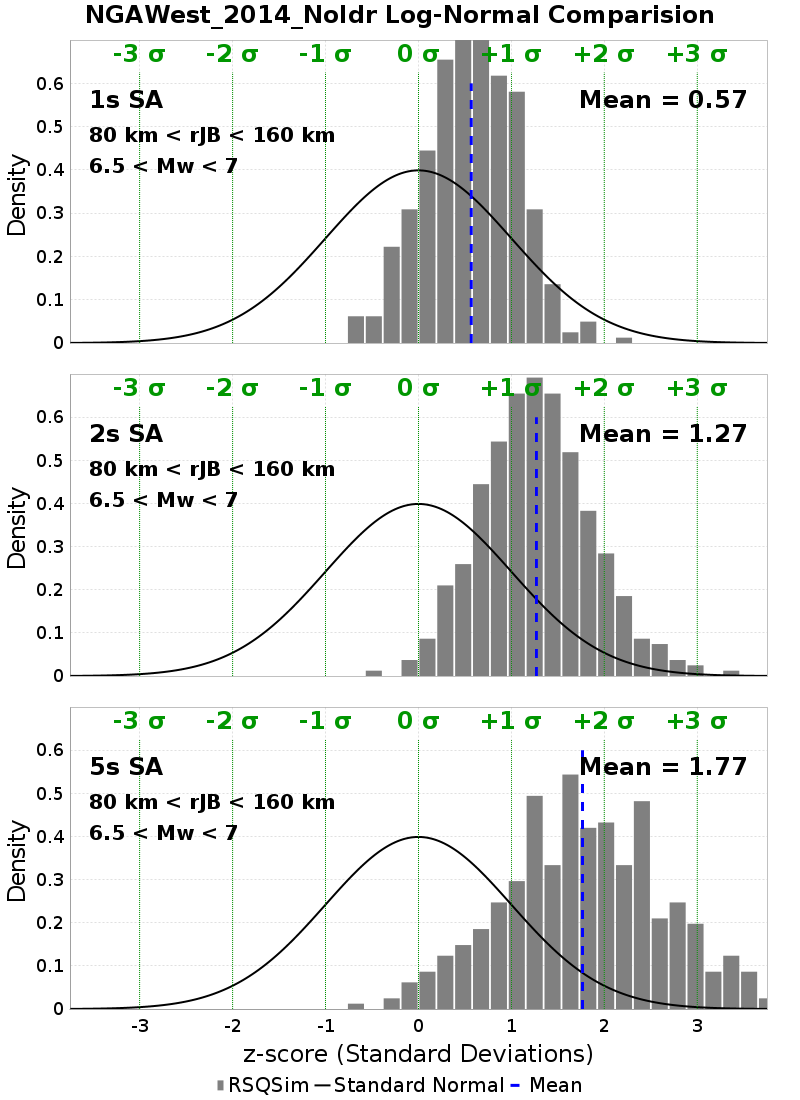 NGAWest_2014_NoIdr Log-Normal Comparision
-3 σ -2 σ -1 σ 0 σ +1 σ +2 σ +3 σ
1s SA
Mean = 0.57
80 km < rJB < 160 km
6.5 < Mw < 7
0.6
0.5
0.4
0.3
0.2
0.1
0
Density
-3 σ -2 σ -1 σ 0 σ +1 σ +2 σ +3 σ
2s SA
Mean = 1.27
80 km < rJB < 160 km
6.5 < Mw < 7
0.6
0.5
0.4
0.3
0.2
0.1
0
Density
-3 σ -2 σ -1 σ 0 σ +1 σ +2 σ +3 σ
5s SA
Mean = 1.77
80 km < rJB < 160 km
6.5 < Mw < 7
0.6
0.5
0.4
0.3
0.2
0.1
0
Density
-3 -2 -1 0 1 2 3
z-score (Standard Deviations)
RSQSim Standard Normal Mean